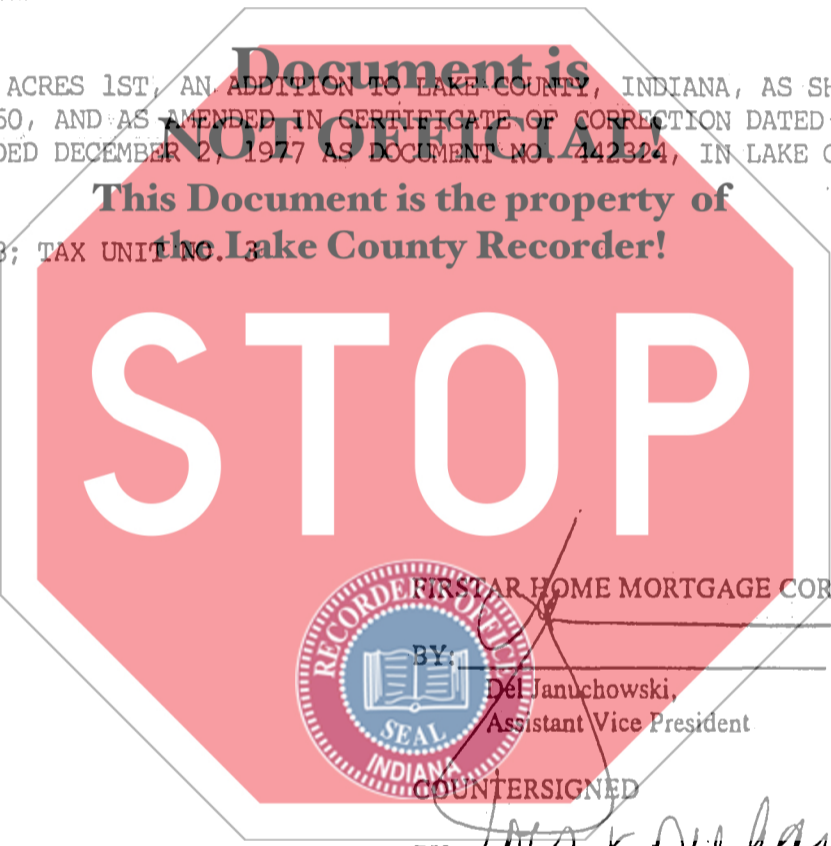 Document is
ACRES 1ST, AN ADDITION TO LAKE COUNTY, INDIANA, AS
60, AND AS AMENDED IN CERTIFICATE OF CORRECTION DATED
NOT OFFICIAL!
DED DECEMBER 2, 1977 AS DOCUMENT NO. 442324, IN LAKE
This Document is the property of
the Lake County Recorder!
; TAX UNIT NO. 3
STOP
FIRSTAR HOME MORTGAGE COR
RECORDER'S OFFICE
BY:
Del Januchowski,
Assistant Vice President
SEAL
INDIANA
COUNTERSIGNED